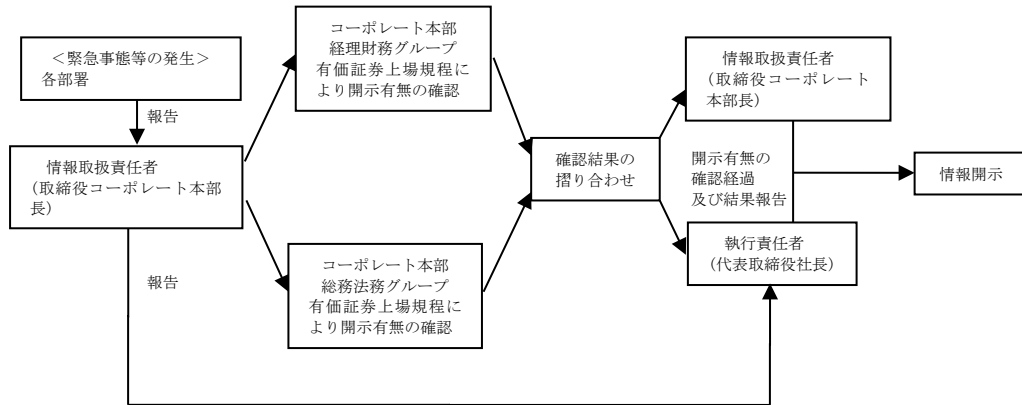 ＜緊急事態等の発生＞
各部署
報告
情報取扱責任者
（取締役コーポレート本部
長）
報告
コーポレート本部
経理財務グループ
有価証券上場規程に
より開示有無の確認
コーポレート本部
総務法務グループ
有価証券上場規程に
より開示有無の確認
確認結果の
摺り合わせ
情報取扱責任者
（取締役コーポレート
本部長）
開示有無の
確認経過
及び結果報告
執行責任者
（代表取締役社長）
情報開示